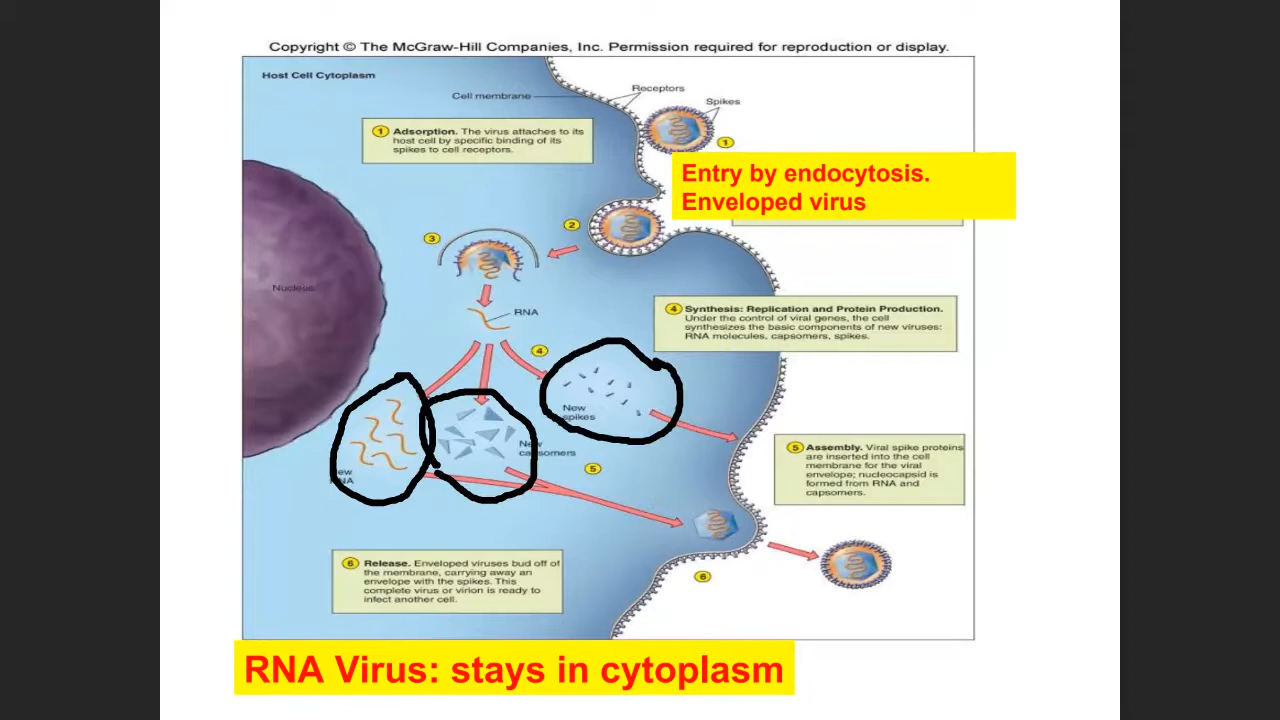 Copyright © The McGraw-Hill Companies, Inc. Permission required for reproduction or display.
Host Cell Cytoplasm
Cell membrane
Receptors
Spikes
1 Adsorption. The virus attaches to its
host cell by specific binding of its
spikes to cell receptors.
1
Entry by endocytosis.
Enveloped virus
2
3
Nucleus
RNA
4 Synthesis: Replication and Protein Production.
Under the control of viral genes, the cell
synthesizes the basic components of new viruses:
RNA molecules, capsomers, spikes.
4
New
spikes
New
capsomers
New
RNA
5
5 Assembly. Viral spike proteins
are inserted into the cell
membrane for the viral
envelope; nucleocapsid is
formed from RNA and
capsomers.
6 Release. Enveloped viruses bud off of
the membrane, carrying away an
envelope with the spikes. This
complete virus or virion is ready to
infect another cell.
6
RNA Virus: stays in cytoplasm